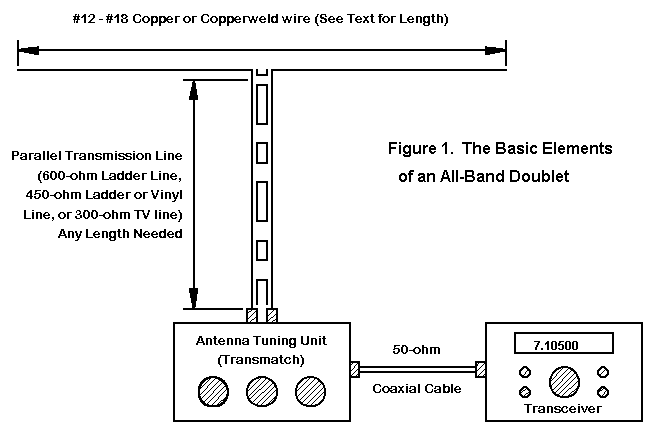 #12 - #18 Copper or Copperweld wire (See Text for Length)
Parallel Transmission Line
(600-ohm Ladder Line,
450-ohm Ladder or Vinyl
Line, or 300-ohm TV line)
Any Length Needed
Figure 1. The Basic Elements
of an All-Band Doublet
Antenna Tuning Unit
(Transmatch)
50-ohm
Coaxial Cable
7.10500
Transceiver